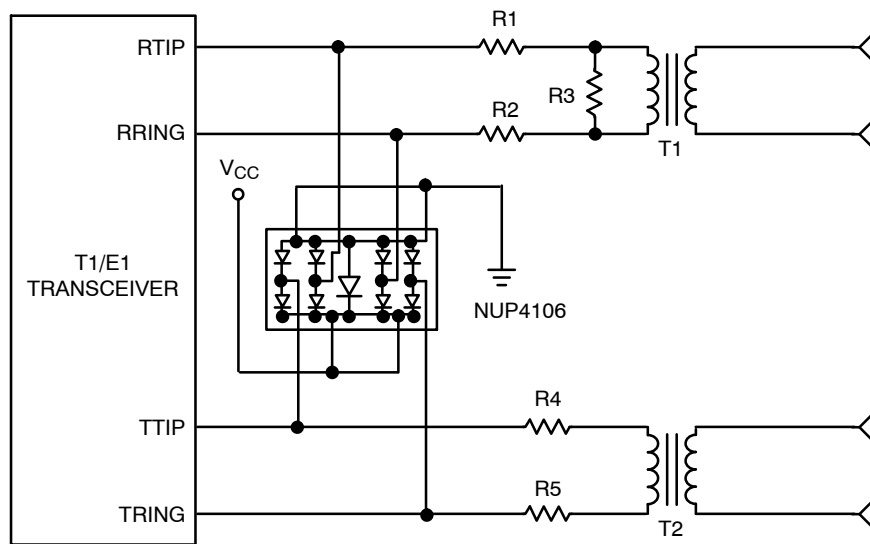 R1
RTIP
R3
R2
RRING
T1
VCC
T1/E1
TRANSCEIVER
NUP4106
R4
TTIP
R5
TRING
T2